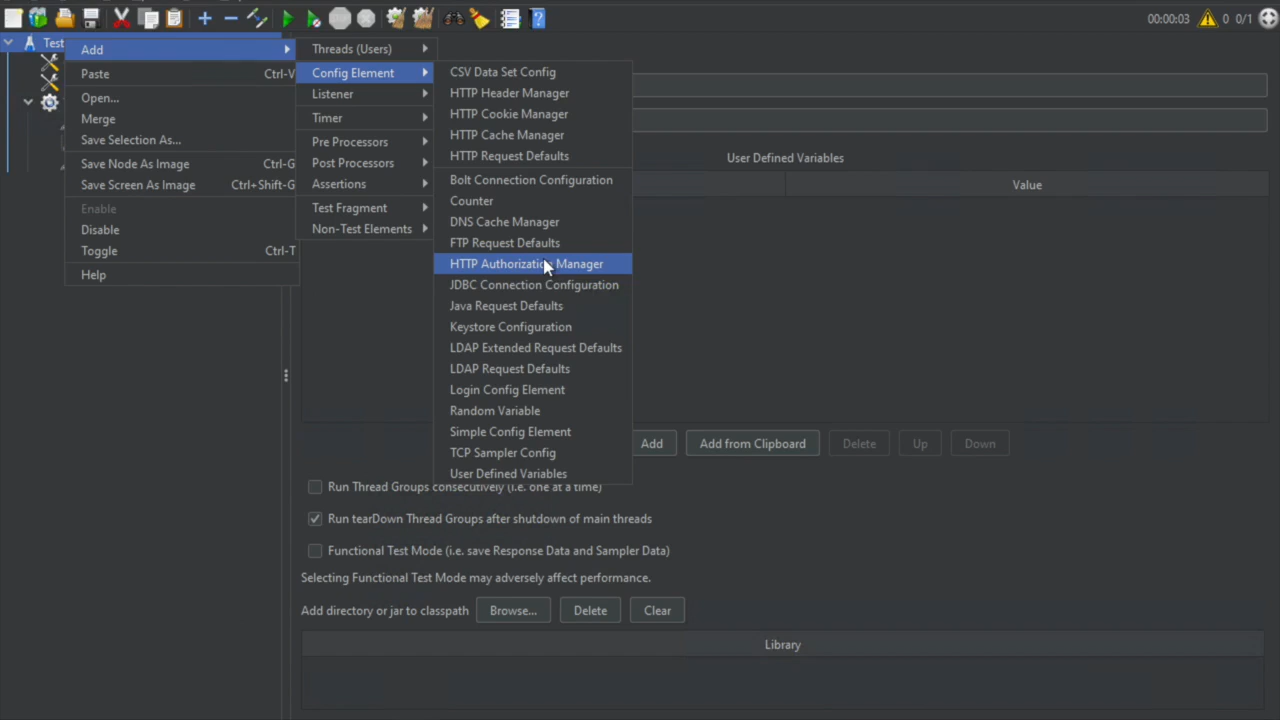 00:00:03 0 0/1
Test
Add
Paste Ctrl-V
Open...
Merge
Save Selection As...
Save Node As Image Ctrl-G
Save Screen As Image Ctrl+Shift-G
Enable
Disable
Toggle Ctrl-T
Help
Threads (Users)
Config Element
Listener
Timer
Pre Processors
Post Processors
Assertions
Test Fragment
Non-Test Elements
CSV Data Set Config
HTTP Header Manager
HTTP Cookie Manager
HTTP Cache Manager
HTTP Request Defaults
Bolt Connection Configuration
Counter
DNS Cache Manager
FTP Request Defaults
HTTP Authorization Manager
JDBC Connection Configuration
Java Request Defaults
Keystore Configuration
LDAP Extended Request Defaults
LDAP Request Defaults
Login Config Element
Random Variable
Simple Config Element
TCP Sampler Config
User Defined Variables
User Defined Variables
Value
Add Add from Clipboard Delete Up Down
Run Thread Groups consecutively (i.e. one at a time)
Run tearDown Thread Groups after shutdown of main threads
Functional Test Mode (i.e. save Response Data and Sampler Data)
Selecting Functional Test Mode may adversely affect performance.
Add directory or jar to classpath Browse... Delete Clear
Library